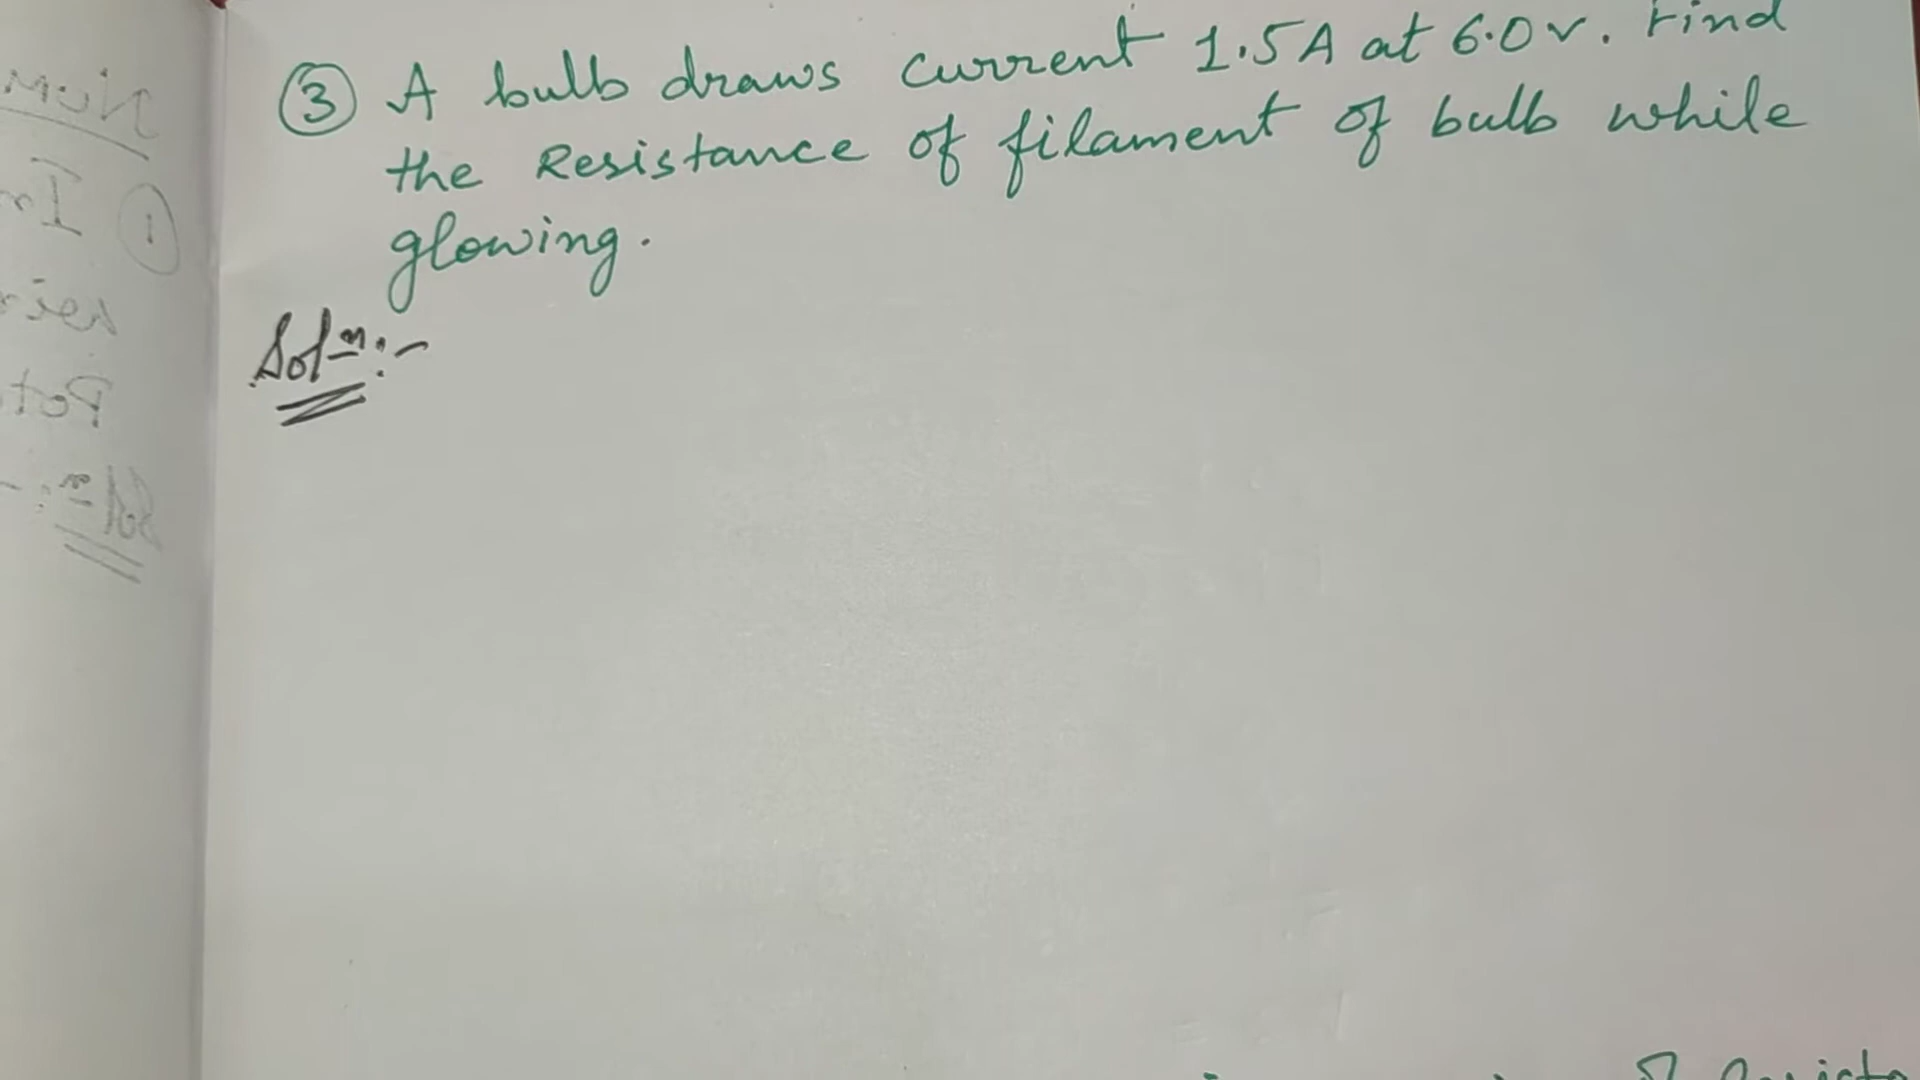 ③ A bulb draws current 1.5A at 6.0v. Find
the Resistance of filament of bulb while
glowing.
Solⁿ:-